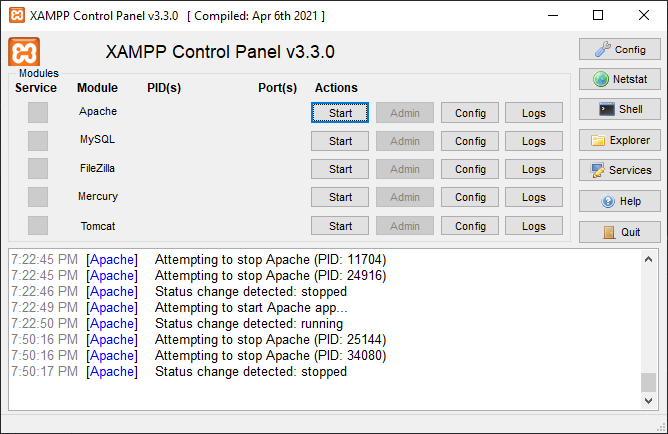 XAMPP Control Panel v3.3.0 [ Compiled: Apr 6th 2021 ]
XAMPP Control Panel v3.3.0
Modules
Service Module PID(s) Port(s) Actions
Apache Start Admin Config Logs
MySQL Start Admin Config Logs
FileZilla Start Admin Config Logs
Mercury Start Admin Config Logs
Tomcat Start Admin Config Logs
Config
Netstat
Shell
Explorer
Services
Help
Quit
7:22:45 PM [Apache] Attempting to stop Apache (PID: 11704)
7:22:45 PM [Apache] Attempting to stop Apache (PID: 24916)
7:22:46 PM [Apache] Status change detected: stopped
7:22:49 PM [Apache] Attempting to start Apache app...
7:22:50 PM [Apache] Status change detected: running
7:50:16 PM [Apache] Attempting to stop Apache (PID: 25144)
7:50:16 PM [Apache] Attempting to stop Apache (PID: 34080)
7:50:17 PM [Apache] Status change detected: stopped